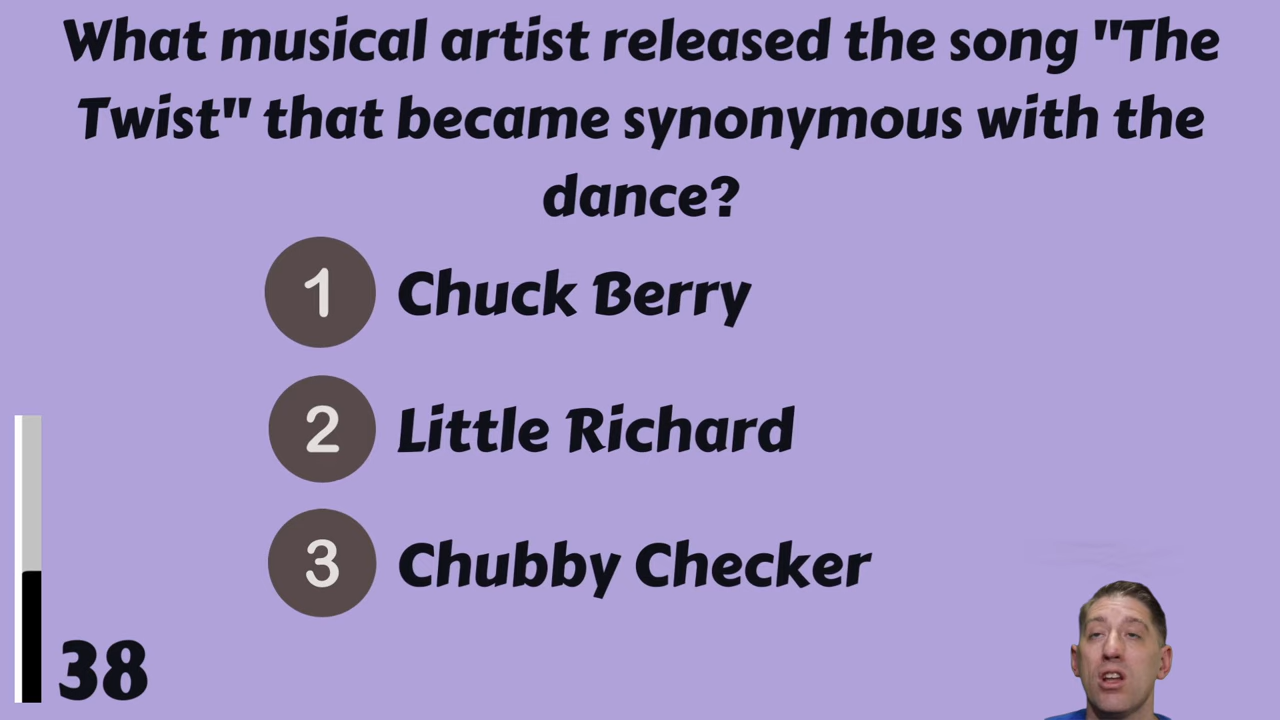 What musical artist released the song "The
Twist" that became synonymous with the
dance?
1 Chuck Berry
2 Little Richard
3 Chubby Checker
38